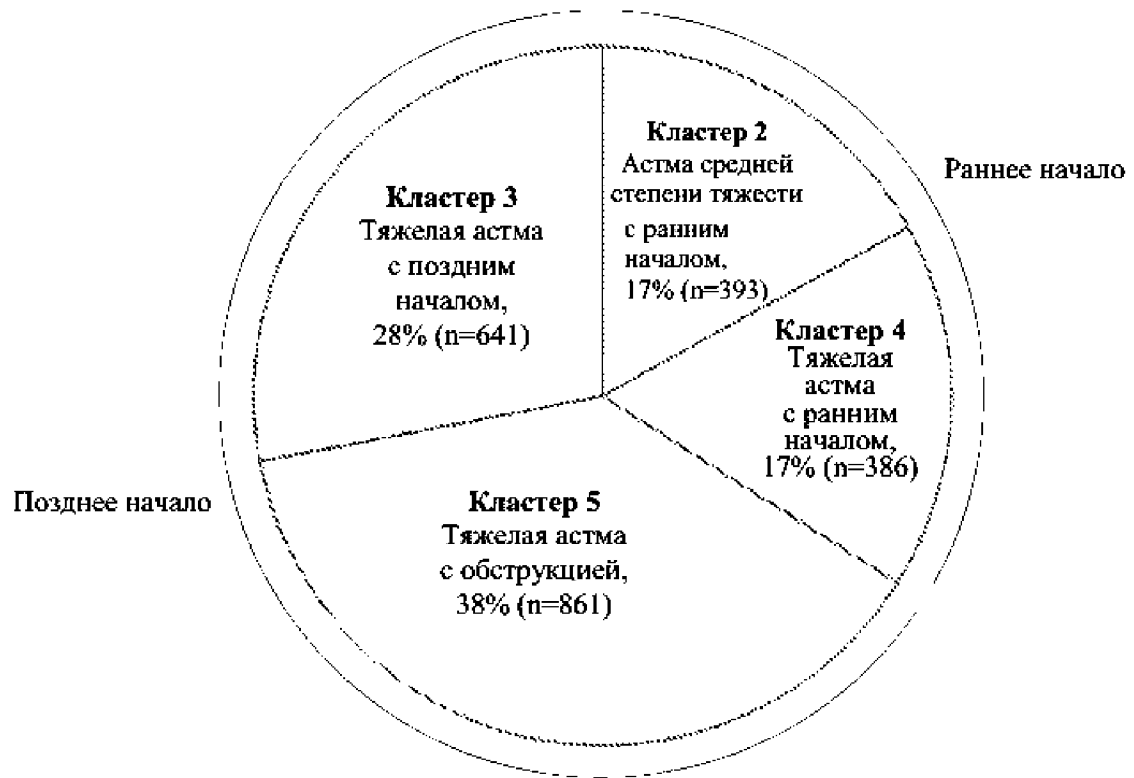 Кластер 2
Астма средней
степени тяжести
с ранним
началом,
17% (n=393)
Раннее начало
Кластер 3
Тяжелая астма
с поздним
началом,
28% (n=641)
Кластер 4
Тяжелая
астма
с ранним
началом,
17% (n=386)
Позднее начало
Кластер 5
Тяжелая астма
с обструкцией,
38% (n=861)